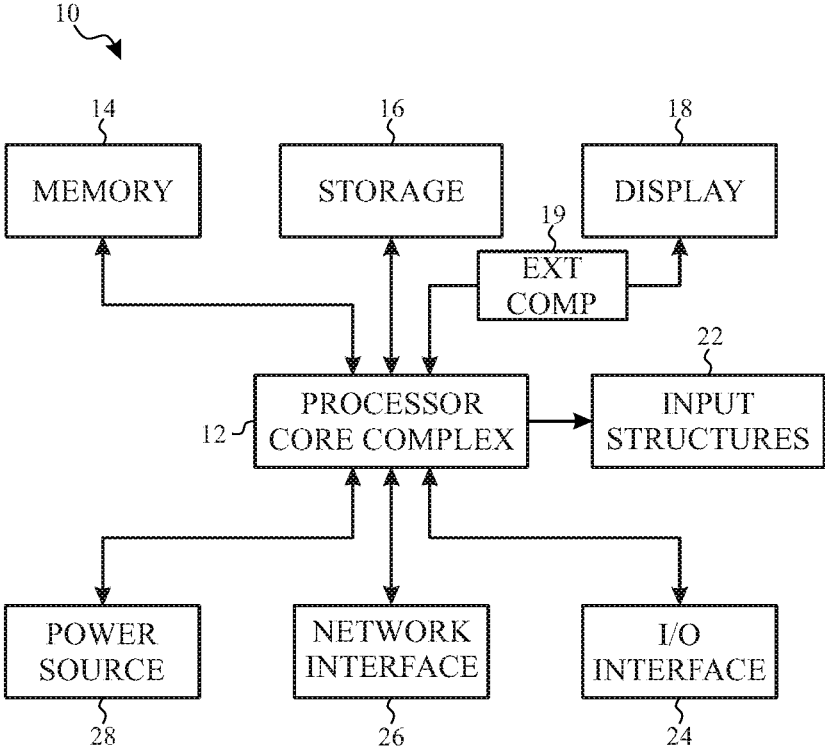 10
14
16
18
MEMORY
STORAGE
DISPLAY
19
EXT
COMP
22
PROCESSOR
CORE COMPLEX
12
INPUT
STRUCTURES
POWER
SOURCE
NETWORK
INTERFACE
I/O
INTERFACE
28
26
24